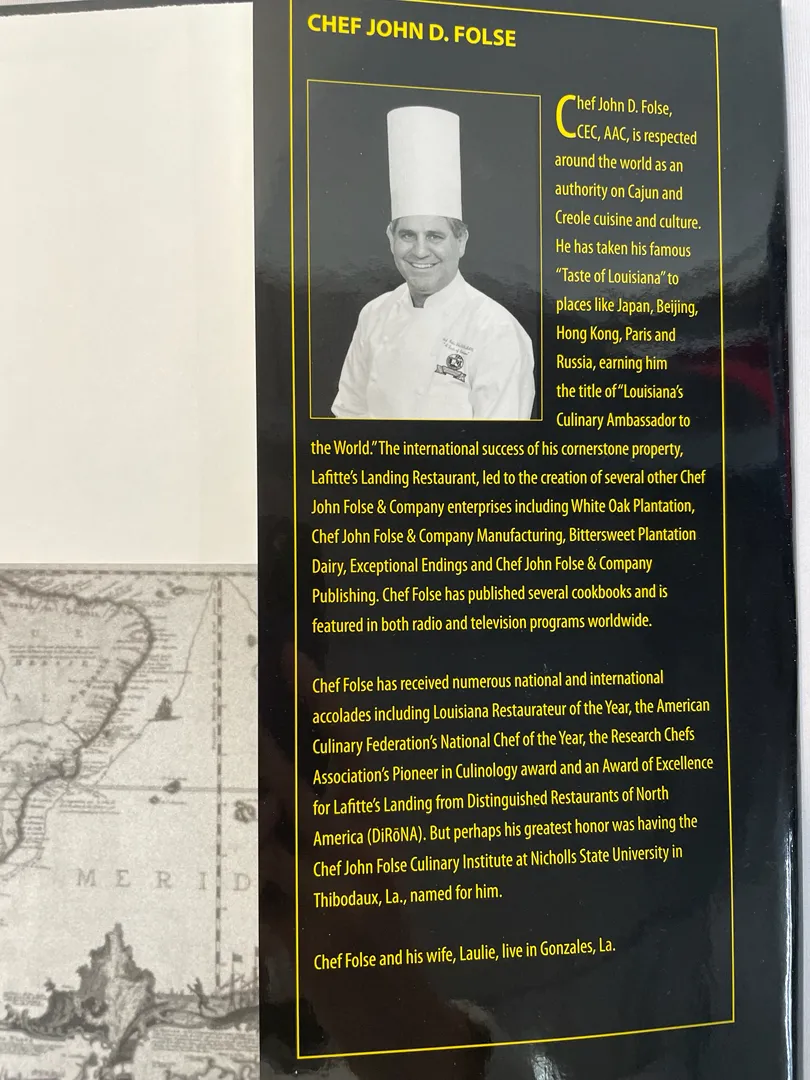 CHEF JOHN D. FOLSE
Chef John D. Folse,
CEC, AAC, is respected
around the world as an
authority on Cajun and
Creole cuisine and culture.
He has taken his famous
“Taste of Louisiana” to
places like Japan, Beijing,
Hong Kong, Paris and
Russia, earning him
the title of “Louisiana’s
Culinary Ambassador to
the World.” The international success of his cornerstone property,
Lafitte’s Landing Restaurant, led to the creation of several other Chef
John Folse & Company enterprises including White Oak Plantation,
Chef John Folse & Company Manufacturing, Bittersweet Plantation
Dairy, Exceptional Endings and Chef John Folse & Company
Publishing. Chef Folse has published several cookbooks and is
featured in both radio and television programs worldwide.
Chef Folse has received numerous national and international
accolades including Louisiana Restaurateur of the Year, the American
Culinary Federation’s National Chef of the Year, the Research Chefs
Association’s Pioneer in Culinology award and an Award of Excellence
for Lafitte’s Landing from Distinguished Restaurants of North
America (DiRōNA). But perhaps his greatest honor was having the
Chef John Folse Culinary Institute at Nicholls State University in
Thibodaux, La., named for him.
Chef Folse and his wife, Laulie, live in Gonzales, La.
MERID